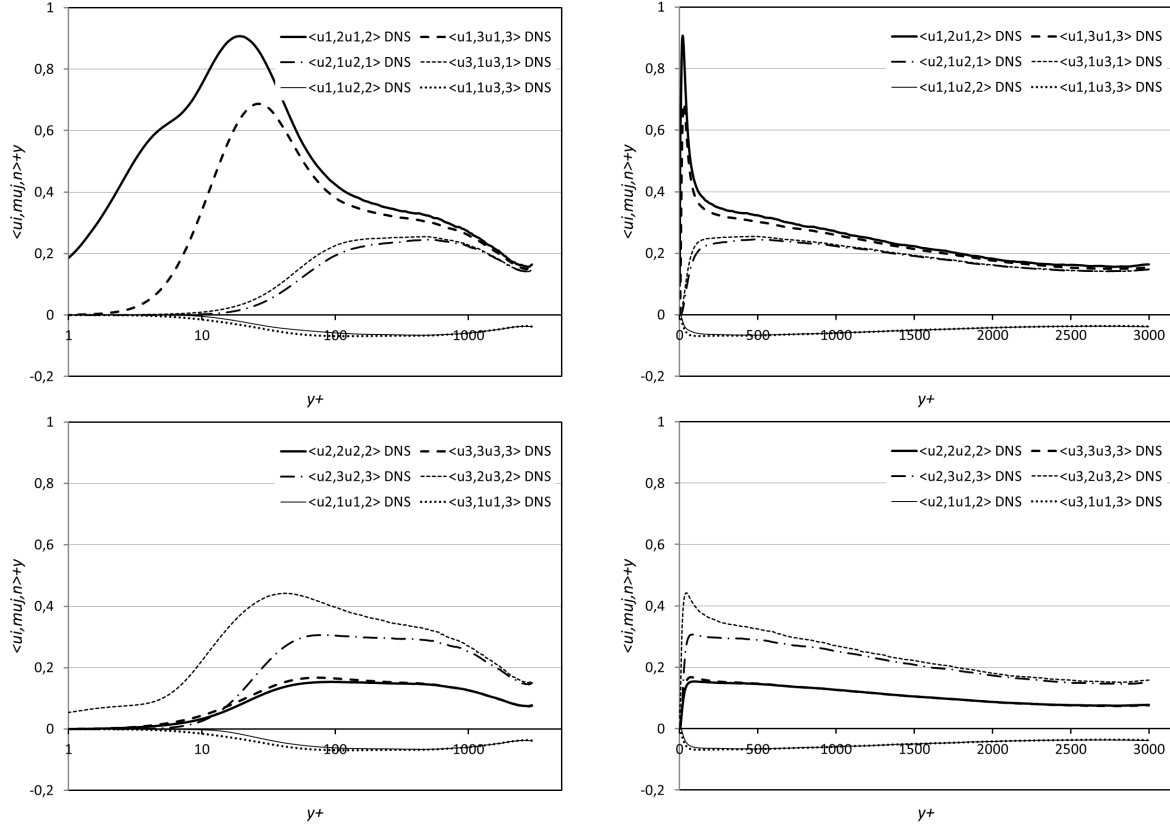 1
0,8
0,6
0,4
0,2
0
-0,2
<ui,muj,n>+y
<u1,2u1,2> DNS <u1,3u1,3> DNS
<u2,1u2,1> DNS <u3,1u3,1> DNS
<u1,1u2,2> DNS <u1,1u3,3> DNS
1 10 100 1000
y+
1
0,8
0,6
0,4
0,2
0
-0,2
<ui,muj,n>+y
<u1,2u1,2> DNS <u1,3u1,3> DNS
<u2,1u2,1> DNS <u3,1u3,1> DNS
<u1,1u2,2> DNS <u1,1u3,3> DNS
0 500 1000 1500 2000 2500 3000
y+
1
0,8
0,6
0,4
0,2
0
-0,2
<ui,muj,n>+y
<u2,2u2,2> DNS <u3,3u3,3> DNS
<u2,3u2,3> DNS <u3,2u3,2> DNS
<u2,1u1,2> DNS <u3,1u1,3> DNS
1 10 100 1000
y+
1
0,8
0,6
0,4
0,2
0
-0,2
<ui,muj,n>+y
<u2,2u2,2> DNS <u3,3u3,3> DNS
<u2,3u2,3> DNS <u3,2u3,2> DNS
<u2,1u1,2> DNS <u3,1u1,3> DNS
0 500 1000 1500 2000 2500 3000
y+